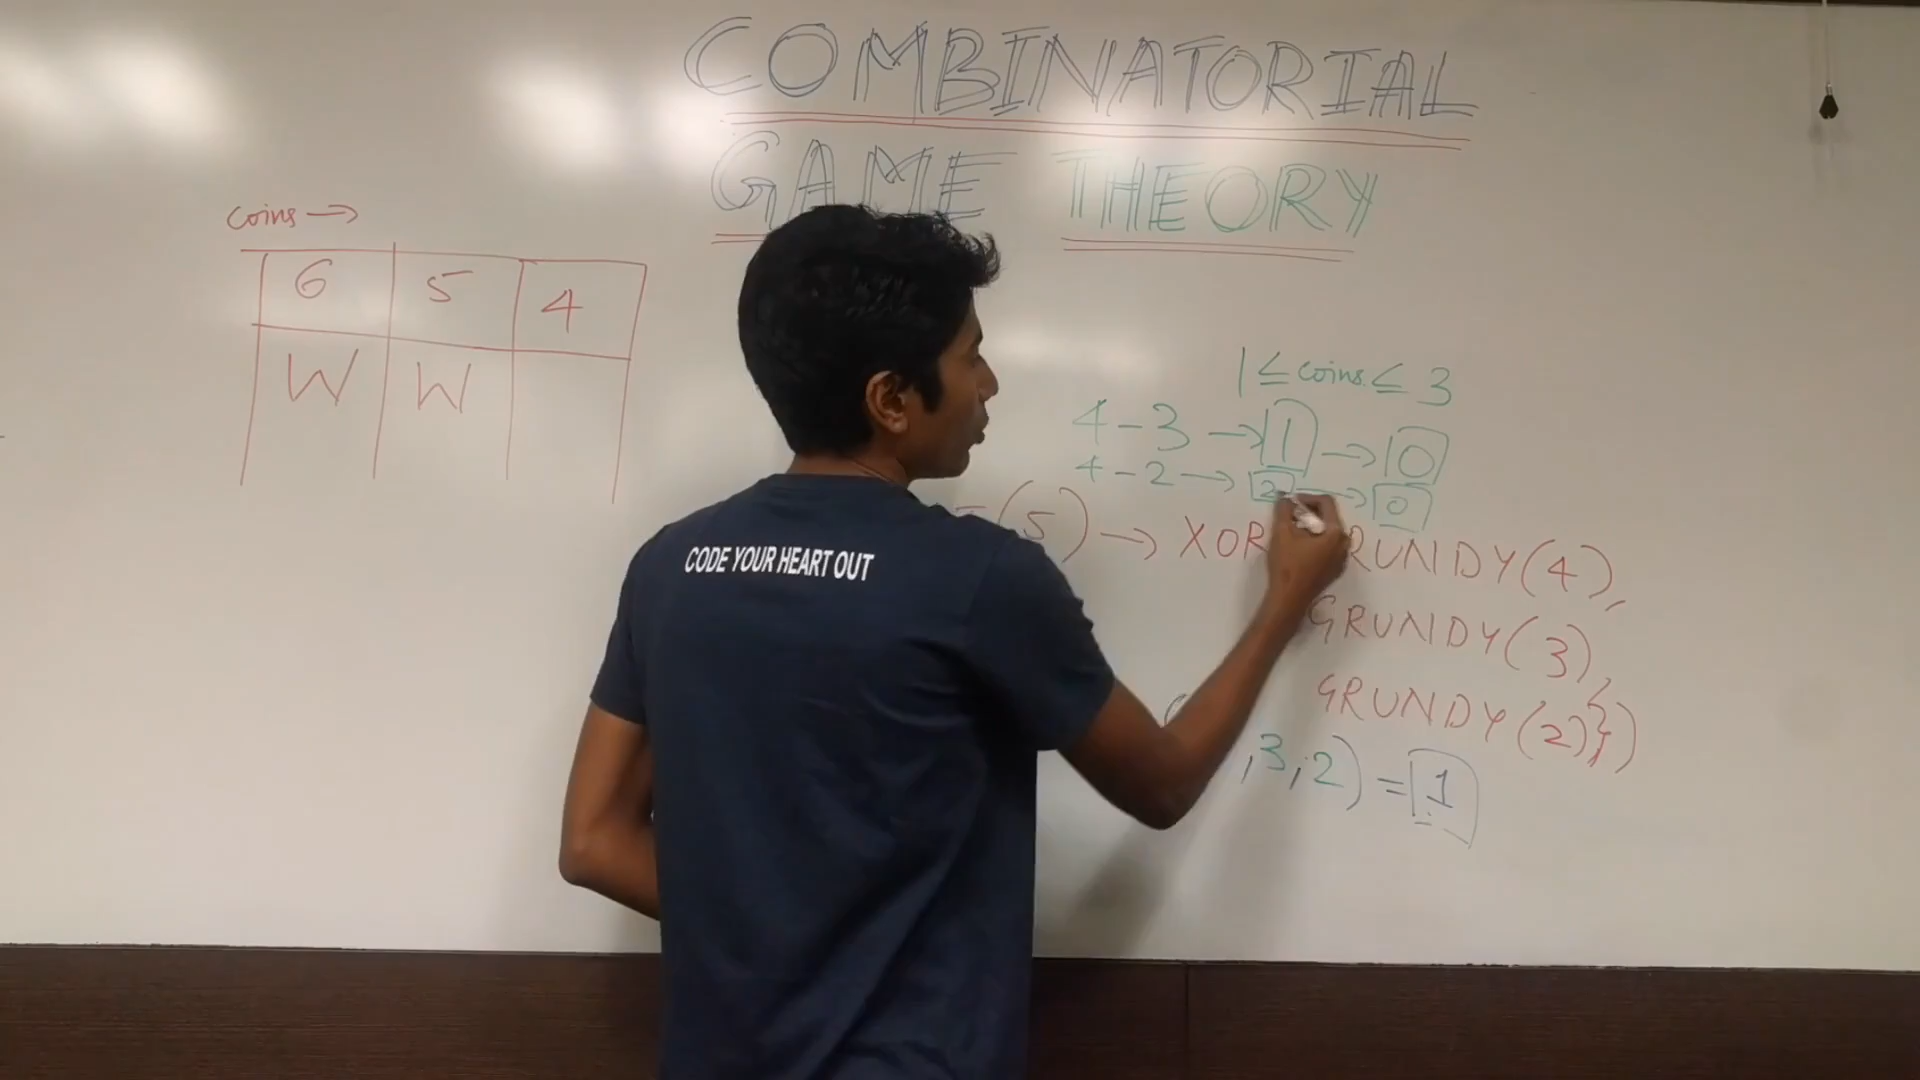 COMBINATORIAL
GAME THEORY
coins →
6 5 4
W W
1 ≤ coins ≤ 3
4 - 3 → 1 → 0
4 - 2 → 2 → 0
(5) → XOR GRUNDY(4),
GRUNDY(3),
GRUNDY(2)})
,3,2) = 1
CODE YOUR HEART OUT